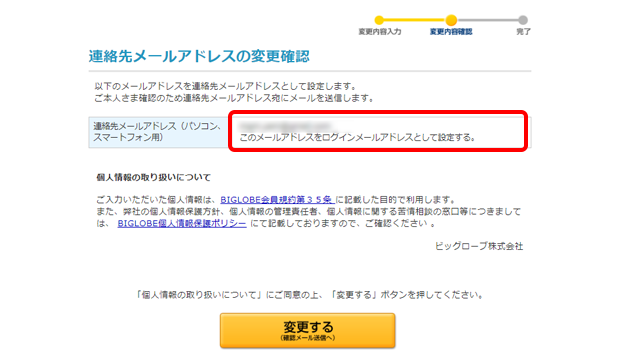 変更内容入力 変更内容確認 完了
連絡先メールアドレスの変更確認
以下のメールアドレスを連絡先メールアドレスとして設定します。
ご本人さま確認のため連絡先メールアドレス宛にメールを送信します。
連絡先メールアドレス（パソコン、
スマートフォン用）
このメールアドレスをログインメールアドレスとして設定する。
個人情報の取り扱いについて
ご入力いただいた個人情報は、BIGLOBE会員規約第３５条 に記載した目的で利用します。
また、弊社の個人情報保護方針、個人情報の管理責任者、個人情報に関する苦情相談の窓口等につきまして
は、 BIGLOBE個人情報保護ポリシー にて記載しておりますので、ご確認ください 。
ビッグローブ株式会社
「個人情報の取り扱いについて」にご同意の上、「変更する」ボタンを押してください。
変更する
（確認メール送信へ）